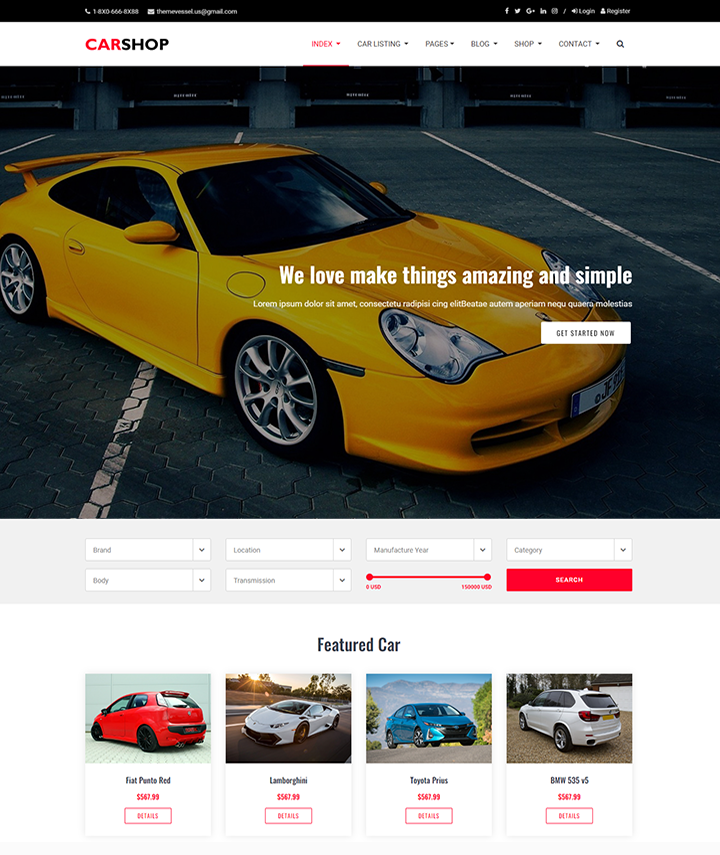 1-8X0-666-8X88 themevessel.us@gmail.com / Login Register
CARSHOP INDEX CAR LISTING PAGES BLOG SHOP CONTACT
We love make things amazing and simple
Lorem ipsum dolor sit amet, consectetu radipisi cing elitBeatae autem aperiam nequ quaera molestias
GET STARTED NOW
Brand Location Manufacture Year Category
Body Transmission
0 USD 150000 USD
SEARCH
Featured Car
Fiat Punto Red Lamborghini Toyota Prius BMW 535 v5
$567.99 $567.99 $567.99 $567.99
DETAILS DETAILS DETAILS DETAILS